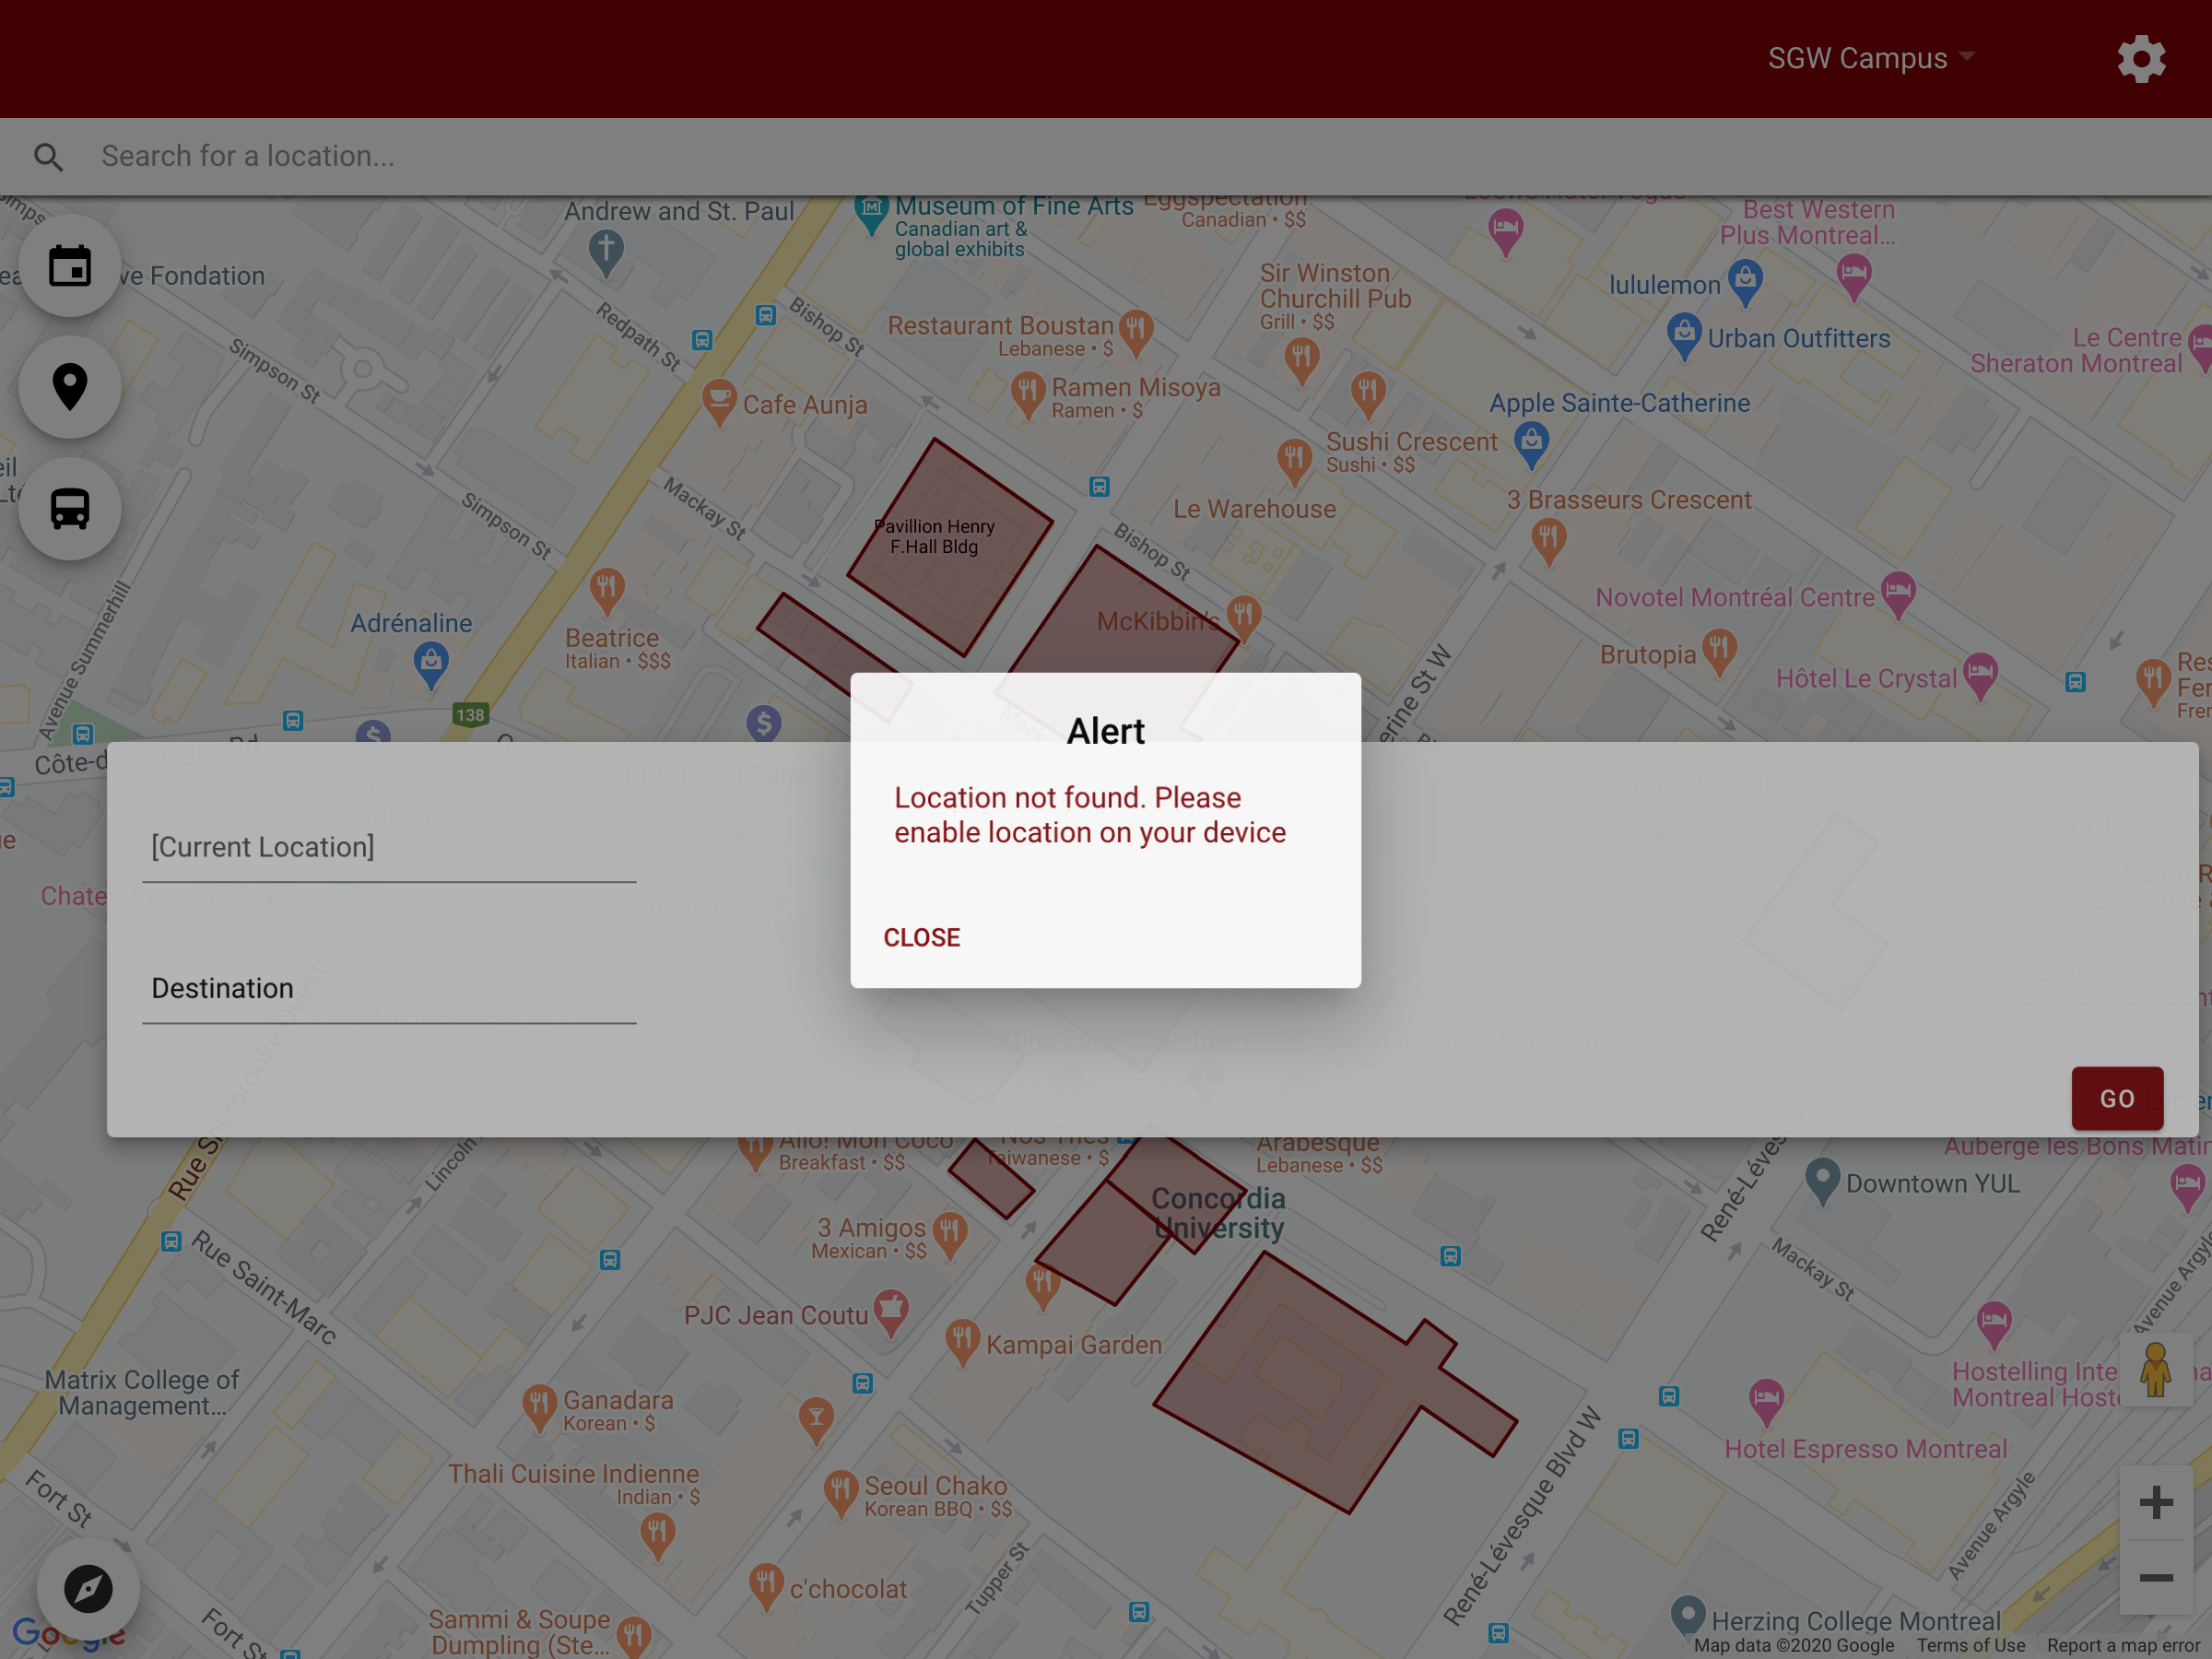 SGW Campus
Search for a location...
Andrew and St. Paul
Museum of Fine Arts
Canadian art &
global exhibits
Eggspectation
Canadian • $$
Best Western
Plus Montreal...
ve Fondation
Sir Winston
Churchill Pub
Grill • $$
lululemon
Urban Outfitters
Le Centre
Sheraton Montreal
Redpath St
Bishop St
Simpson St
Restaurant Boustan
Lebanese • $
Ramen Misoya
Ramen • $
Cafe Aunja
Apple Sainte-Catherine
Sushi Crescent
Sushi • $$
Le Warehouse
3 Brasseurs Crescent
Mackay St
Simpson St
Pavillion Henry
F.Hall Bldg
Bishop St
Avenue Summerhill
Adrénaline
Beatrice
Italian • $$$
McKibbin's
Novotel Montréal Centre
Brutopia
Hôtel Le Crystal
138
Alert
Location not found. Please
enable location on your device
CLOSE
[Current Location]
Destination
GO
Allo! Mon Coco
Breakfast • $$
Taiwanese • $
Arabesque
Lebanese • $$
Auberge les Bons Matin
Downtown YUL
Concordia
University
3 Amigos
Mexican • $$
Lincoln A
Rue Saint-Marc
PJC Jean Coutu
Kampai Garden
Mackay St
Avenue Argyle
Matrix College of
Management...
Ganadara
Korean • $
Hostelling Inte
Montreal Host
Hotel Espresso Montreal
Thali Cuisine Indienne
Indian • $
Seoul Chako
Korean BBQ • $$
René-Lévesque Blvd W
Avenue Argyle
Fort St
Tupper St
c'chocolat
Fort St
Sammi & Soupe
Dumpling (Ste...
Herzing College Montreal
Google
Map data ©2020 Google
Terms of Use
Report a map error